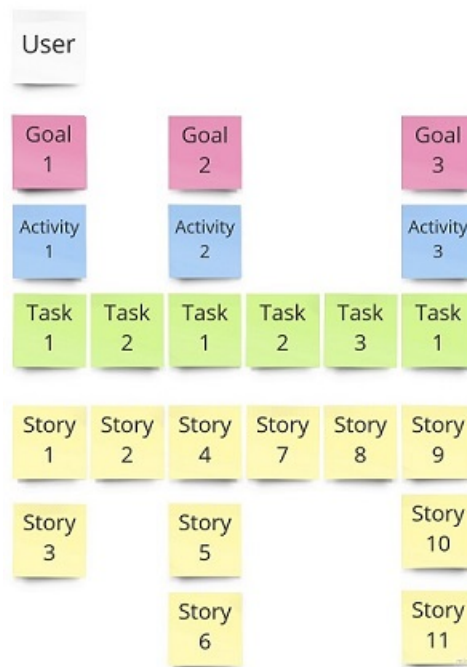 User
Goal
1
Goal
2
Goal
3
Activity
1
Activity
2
Activity
3
Task
1
Task
2
Task
1
Task
2
Task
3
Task
1
Story
1
Story
2
Story
4
Story
7
Story
8
Story
9
Story
3
Story
5
Story
10
Story
6
Story
11